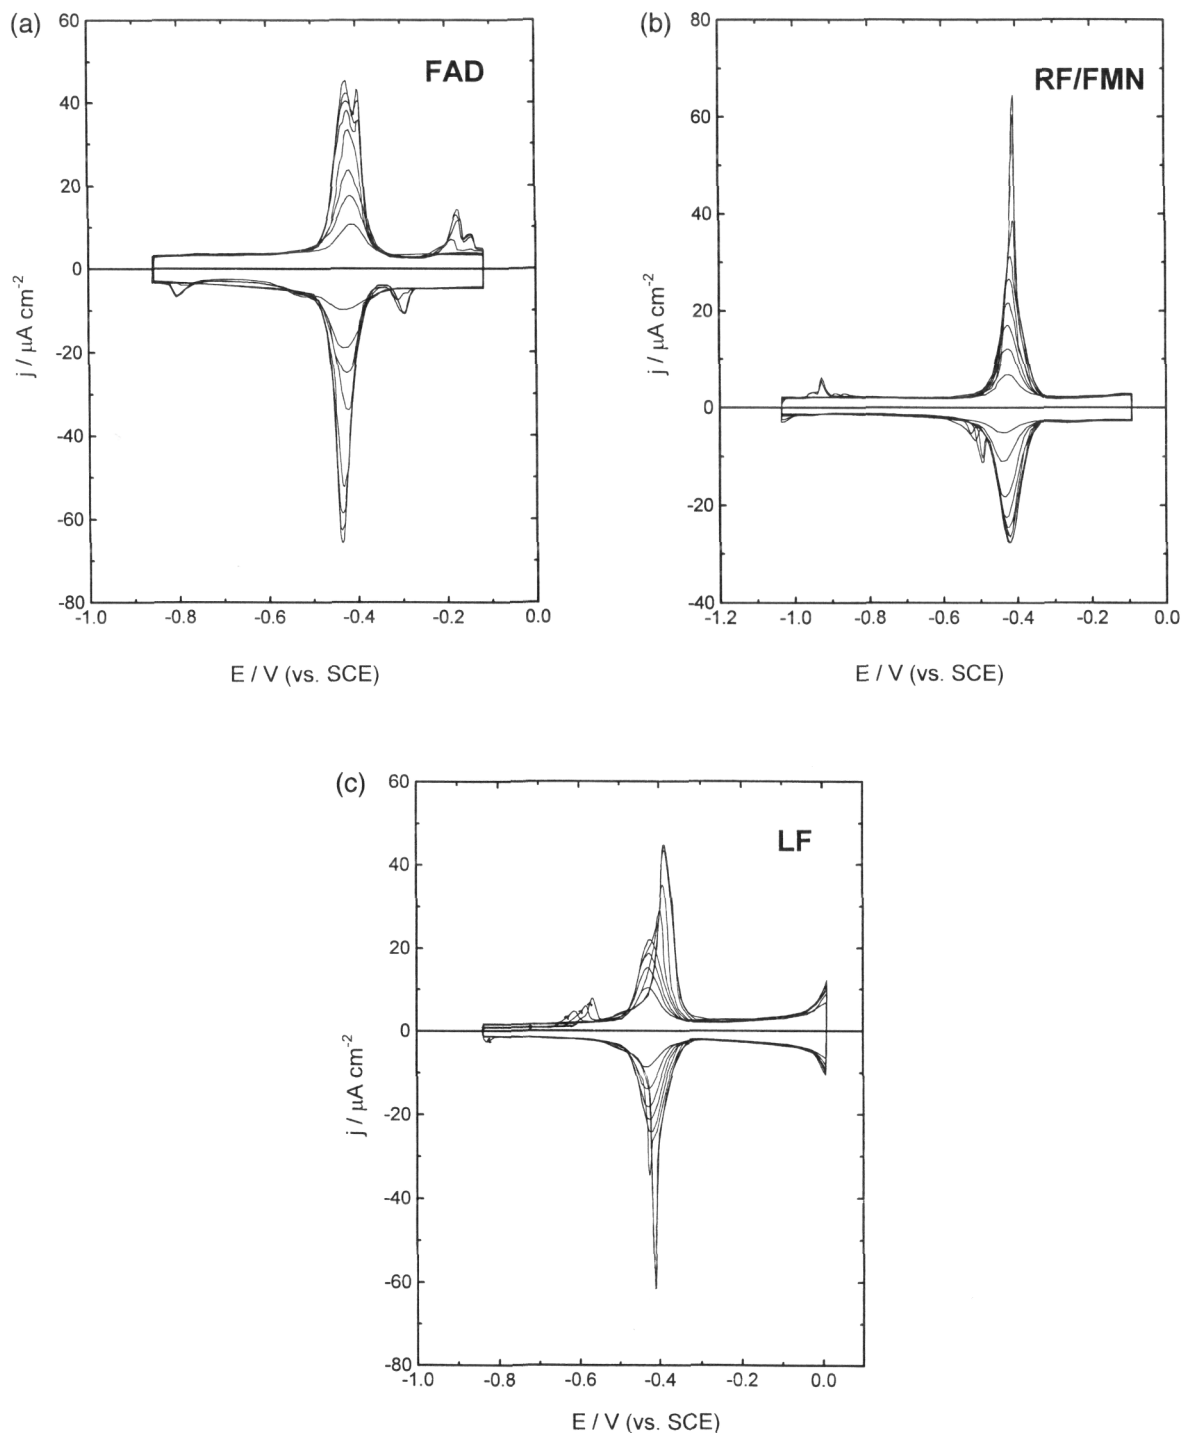 (a)
FAD
60
40
20
0
-20
-40
-60
-80
j / μA cm⁻²
-1.0 -0.8 -0.6 -0.4 -0.2 0.0
E / V (vs. SCE)
(b)
RF/FMN
80
60
40
20
0
-20
-40
j / μA cm⁻²
-1.2 -1.0 -0.8 -0.6 -0.4 -0.2 0.0
E / V (vs. SCE)
(c)
LF
60
40
20
0
-20
-40
-60
-80
j / μA cm⁻²
-1.0 -0.8 -0.6 -0.4 -0.2 0.0
E / V (vs. SCE)